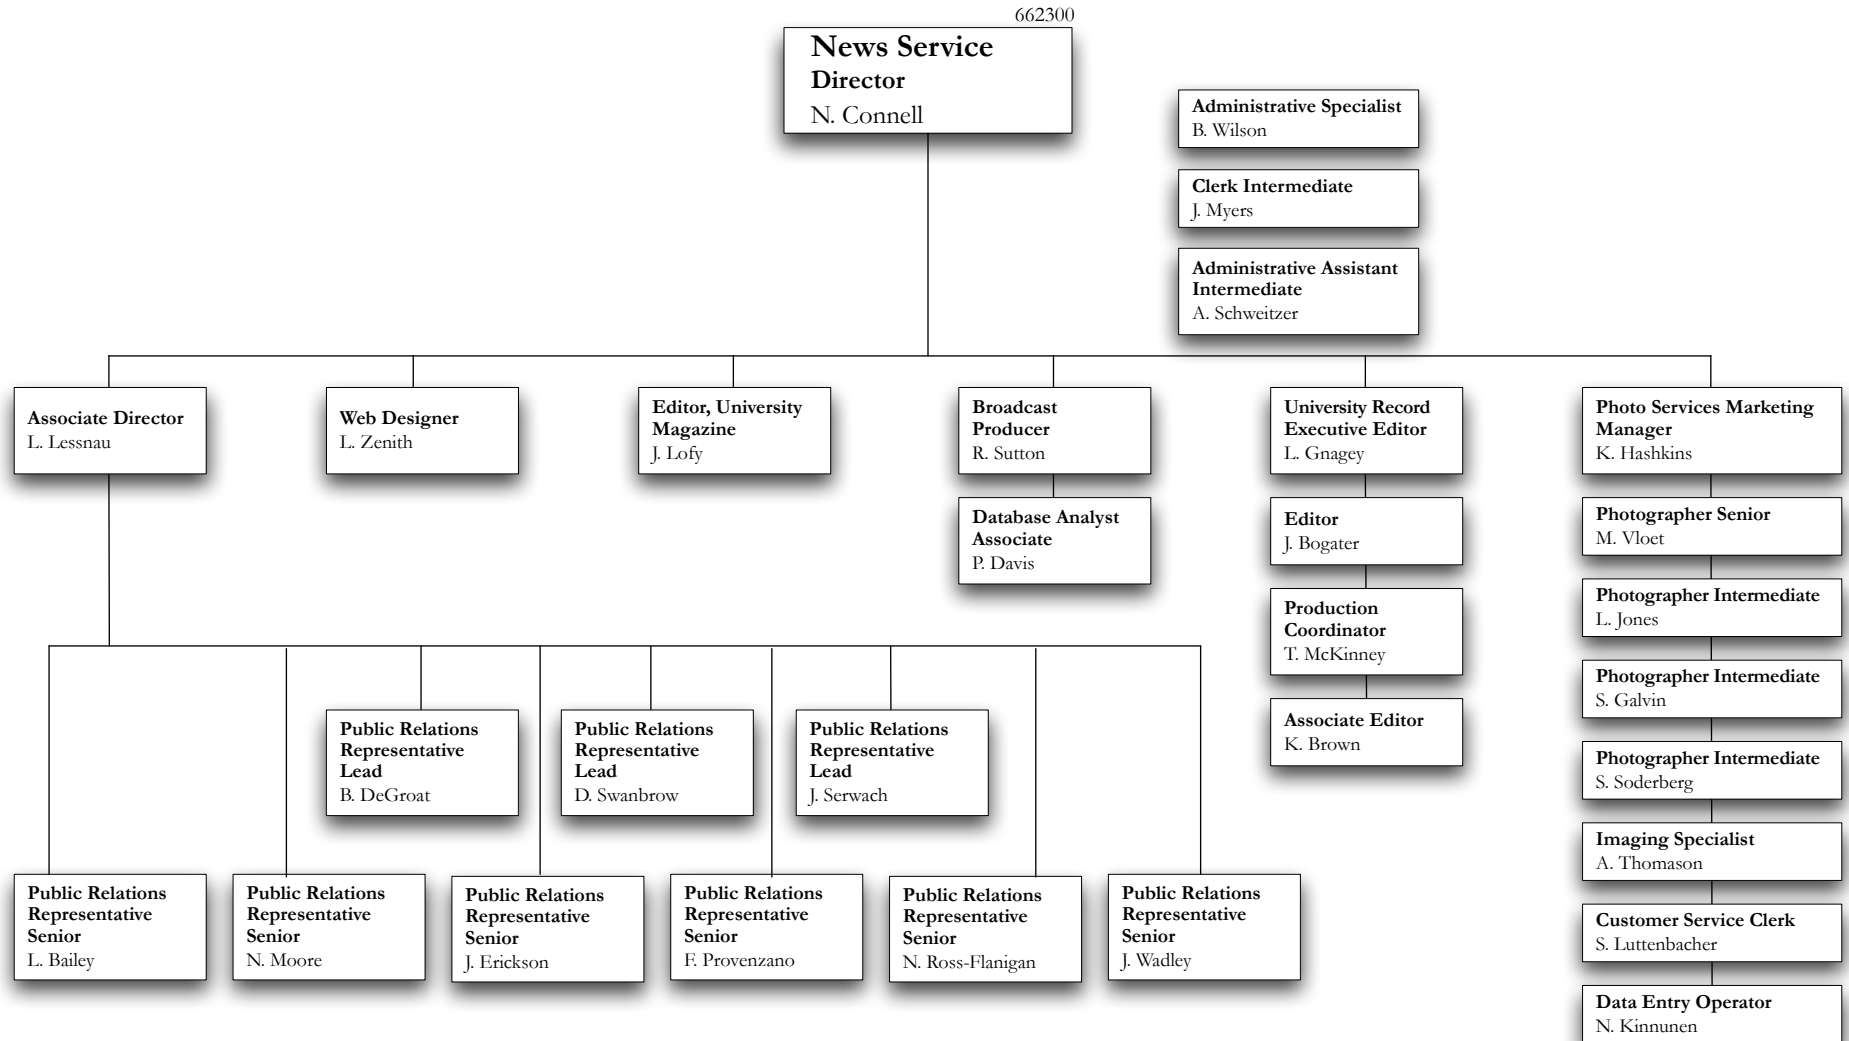 662300
News Service
Director
N. Connell
Administrative Specialist
B. Wilson
Clerk Intermediate
J. Myers
Administrative Assistant
Intermediate
A. Schweitzer
Associate Director
L. Lessnau
Web Designer
L. Zenith
Editor, University
Magazine
J. Lofy
Broadcast
Producer
R. Sutton
University Record
Executive Editor
L. Gnagey
Photo Services Marketing
Manager
K. Hashkins
Database Analyst
Associate
P. Davis
Editor
J. Bogater
Production
Coordinator
T. McKinney
Associate Editor
K. Brown
Photographer Senior
M. Vloet
Photographer Intermediate
L. Jones
Photographer Intermediate
S. Galvin
Photographer Intermediate
S. Soderberg
Imaging Specialist
A. Thomason
Customer Service Clerk
S. Luttenbacher
Data Entry Operator
N. Kinnunen
Public Relations
Representative
Lead
B. DeGroat
Public Relations
Representative
Lead
D. Swanbrow
Public Relations
Representative
Lead
J. Serwach
Public Relations
Representative
Senior
L. Bailey
Public Relations
Representative
Senior
N. Moore
Public Relations
Representative
Senior
J. Erickson
Public Relations
Representative
Senior
F. Provenzano
Public Relations
Representative
Senior
N. Ross-Flanigan
Public Relations
Representative
Senior
J. Wadley